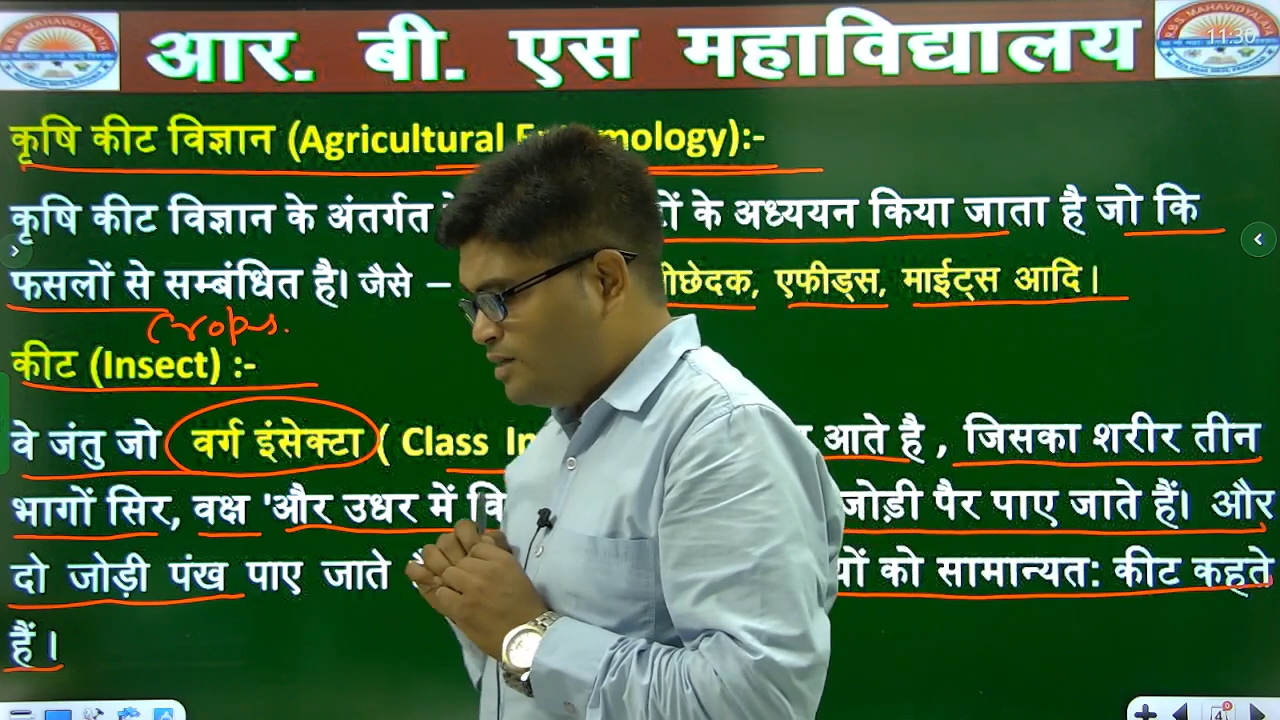 आर. बी. एस महाविद्यालय
11:30
कृषि कीट विज्ञान (Agricultural mology):-
कृषि कीट विज्ञान के अंतर्गत के अध्ययन किया जाता है जो कि
फसलों से सम्बंधित है। जैसे – एफीड्स, माईट्स आदि।
Crops.
कीट (Insect) :-
वे जंतु जो वर्ग इंसेक्टा ( Class In आते है , जिसका शरीर तीन
भागों सिर, वक्ष 'और उधर में जोड़ी पैर पाए जाते हैं। और
दो जोड़ी पंख पाए जाते को सामान्यत: कीट कहते
हैं ।